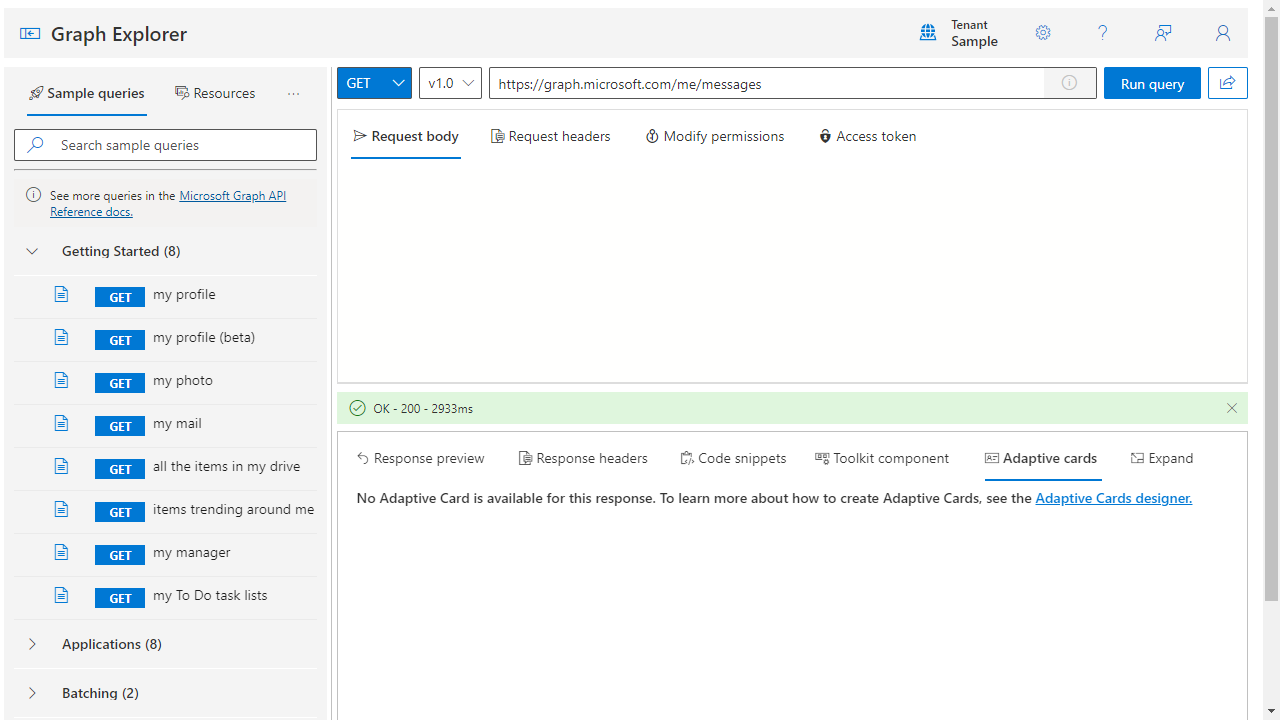 Graph Explorer
Tenant
Sample
Sample queries
Resources
Search sample queries
See more queries in the Microsoft Graph API
Reference docs.
Getting Started (8)
GET my profile
GET my profile (beta)
GET my photo
GET my mail
GET all the items in my drive
GET items trending around me
GET my manager
GET my To Do task lists
Applications (8)
Batching (2)
GET
v1.0
https://graph.microsoft.com/me/messages
Run query
Request body
Request headers
Modify permissions
Access token
OK - 200 - 2933ms
Response preview
Response headers
Code snippets
Toolkit component
Adaptive cards
Expand
No Adaptive Card is available for this response. To learn more about how to create Adaptive Cards, see the Adaptive Cards designer.